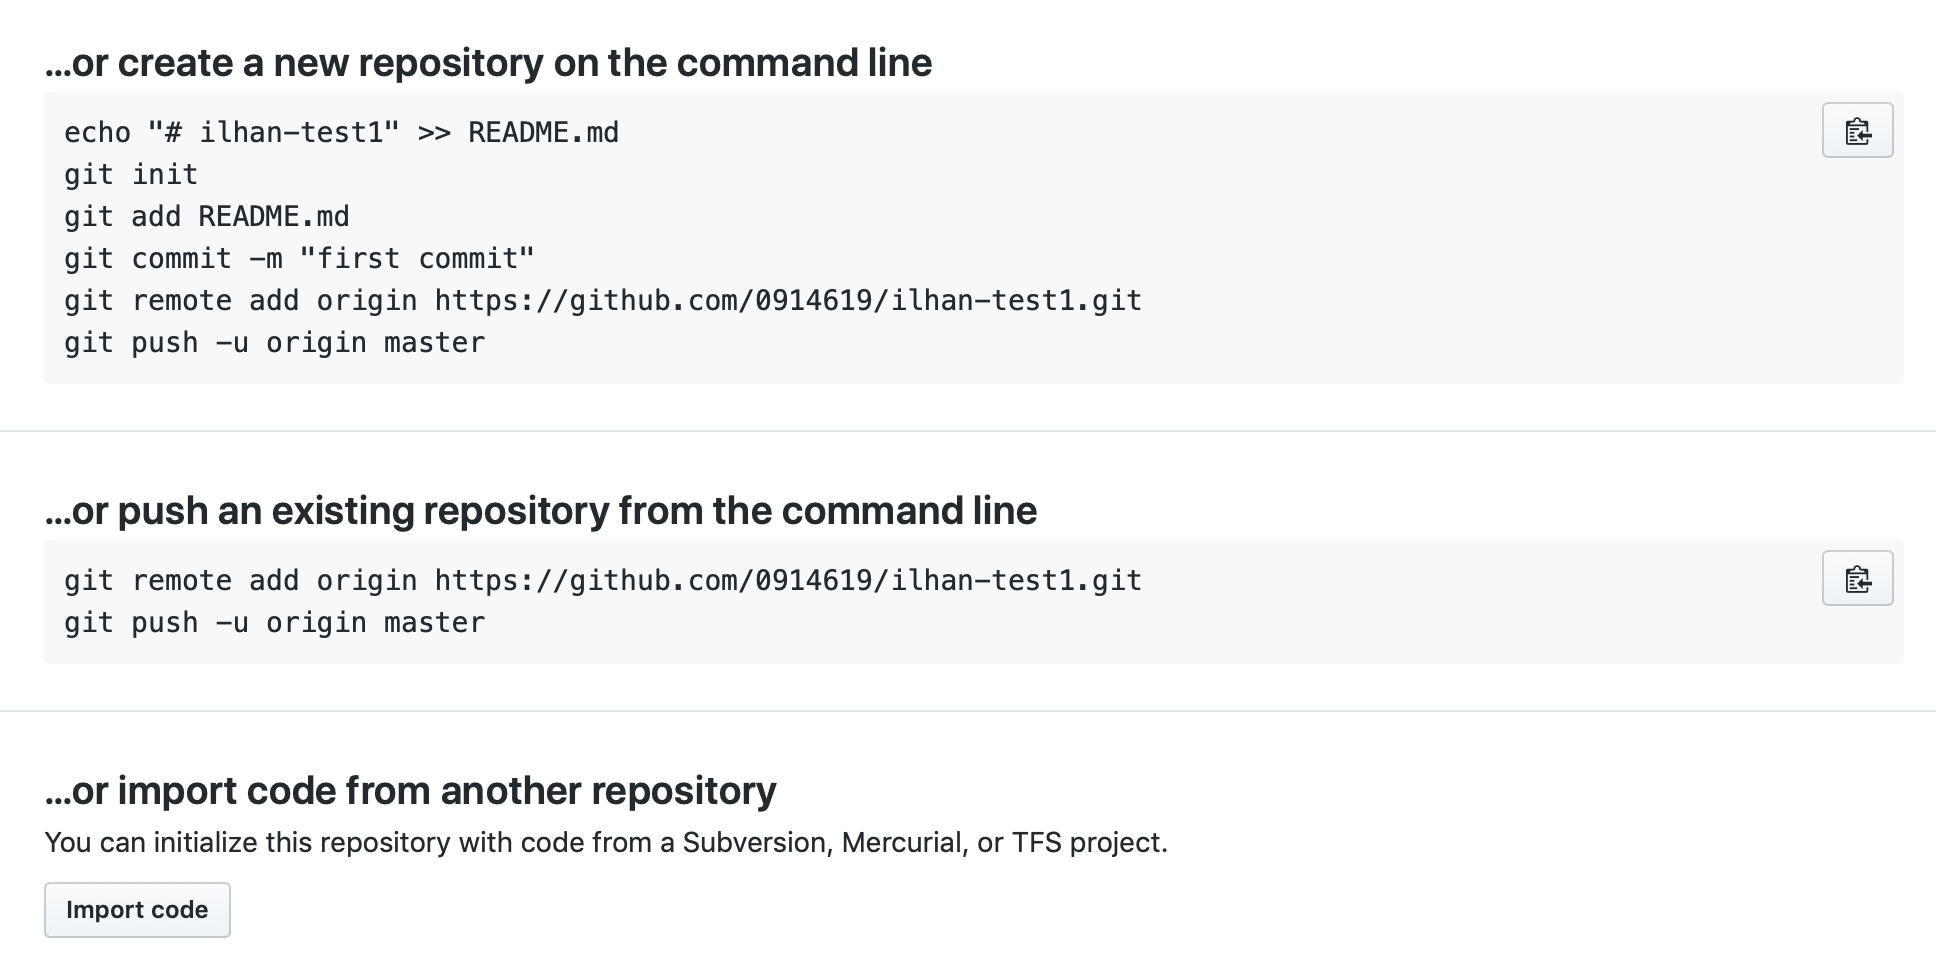 ...or create a new repository on the command line
echo "# ilhan-test1" >> README.md
git init
git add README.md
git commit -m "first commit"
git remote add origin https://github.com/0914619/ilhan-test1.git
git push -u origin master
...or push an existing repository from the command line
git remote add origin https://github.com/0914619/ilhan-test1.git
git push -u origin master
...or import code from another repository
You can initialize this repository with code from a Subversion, Mercurial, or TFS project.
Import code